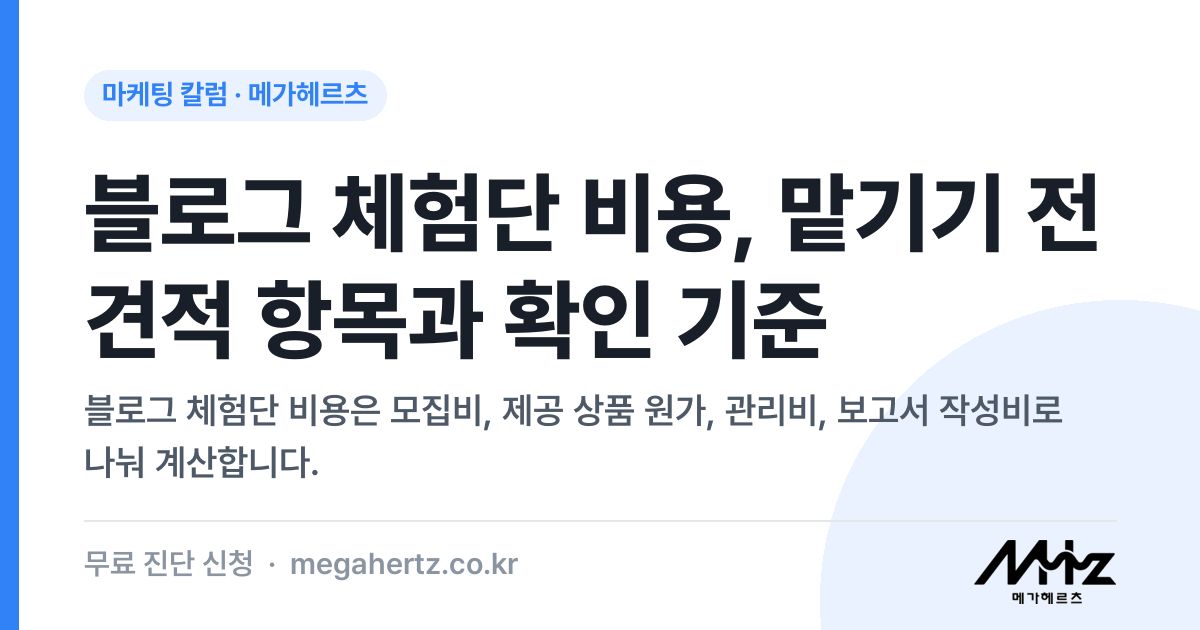 마케팅 칼럼 · 메가헤르츠
블로그 체험단 비용, 맡기기 전
견적 항목과 확인 기준
블로그 체험단 비용은 모집비, 제공 상품 원가, 관리비, 보고서 작성비로
나눠 계산합니다.
무료 진단 신청 · megahertz.co.kr
MHz
메가헤르츠